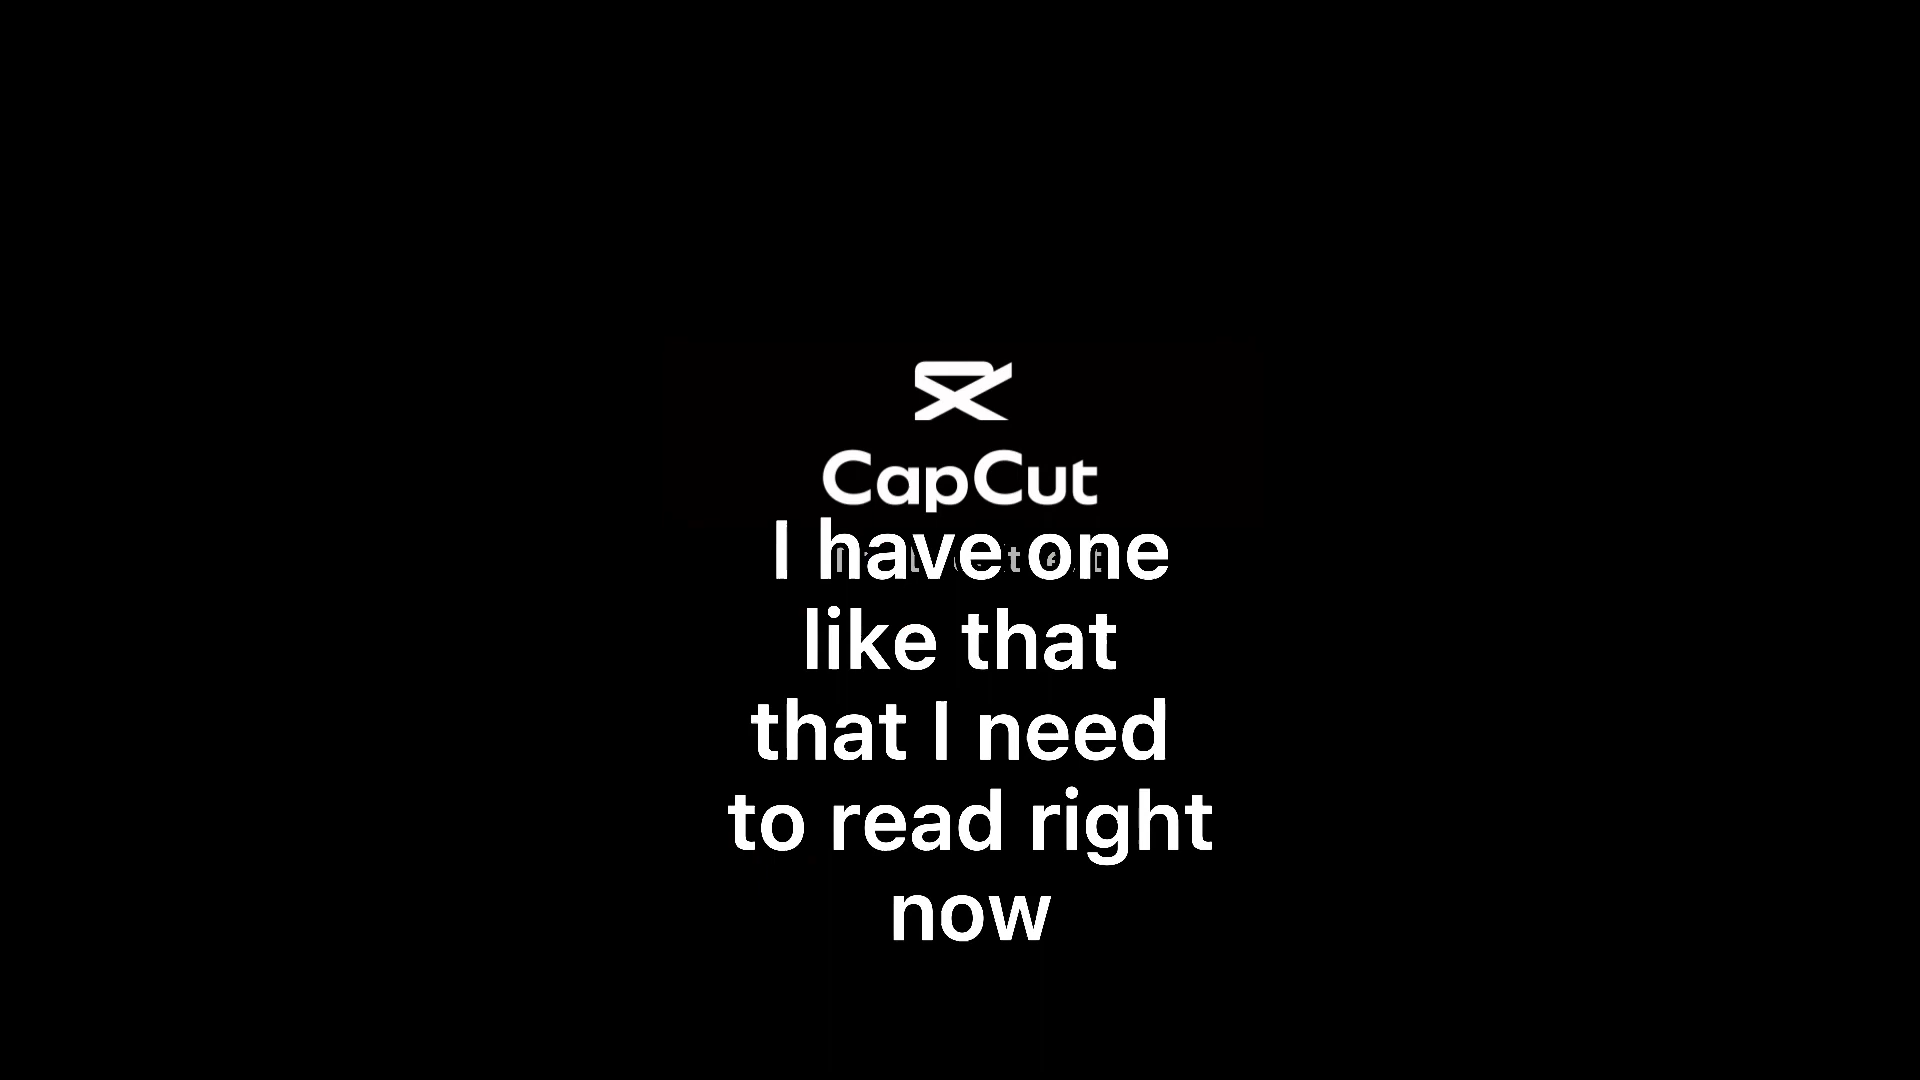 CapCut
I have one
like that
that I need
to read right
now